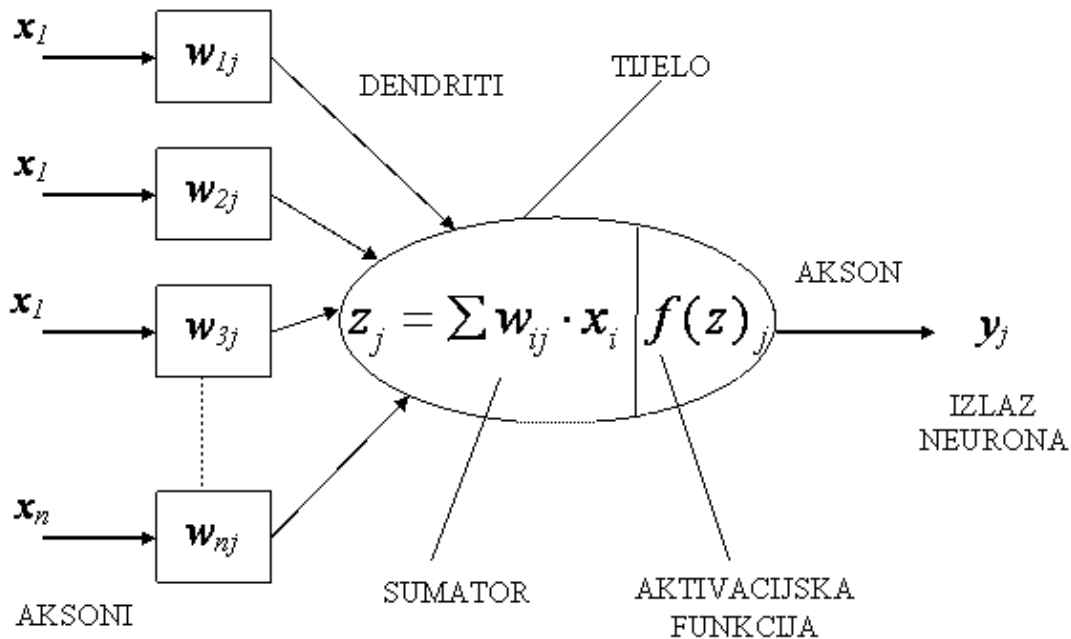 x1
w1j
DENDRITI
TIJELO
x1
w2j
x1
w3j
zj = ∑ wij · xi
f(z)j
AKSON
yj
IZLAZ
NEURONA
xn
wnj
AKSONI
SUMATOR
AKTIVACIJSKA
FUNKCIJA